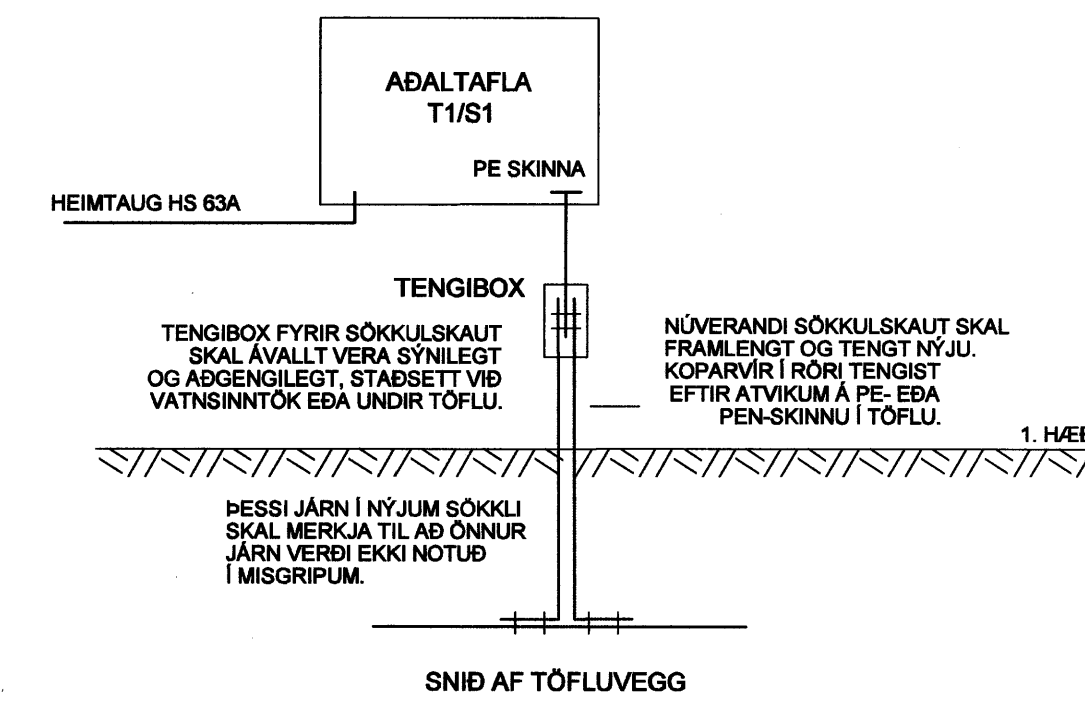 AÐALTAFLA
T1/S1
PE SKINNA
HEIMTAUG HS 63A
TENGIBOX
TENGIBOX FYRIR SÖKKULSKAUT
SKAL ÁVALLT VERA SÝNILEGT
OG AÐGENGILEGT, STAÐSETT VIÐ
VATNSINNTÖK EÐA UNDIR TÖFLU.
NÚVERANDI SÖKKULSKAUT SKAL
FRAMLENGT OG TENGT NÝJU.
KOPARVÍR Í RÖRI TENGIST
EFTIR ATVIKUM Á PE- EÐA
PEN-SKINNU Í TÖFLU.
1. HÆÐ
ÞESSI JÁRN Í NÝJUM SÖKKLI
SKAL MERKJA TIL AÐ ÖNNUR
JÁRN VERÐI EKKI NOTUÐ
Í MISGRIPUM.
SNIÐ AF TÖFLUVEGG